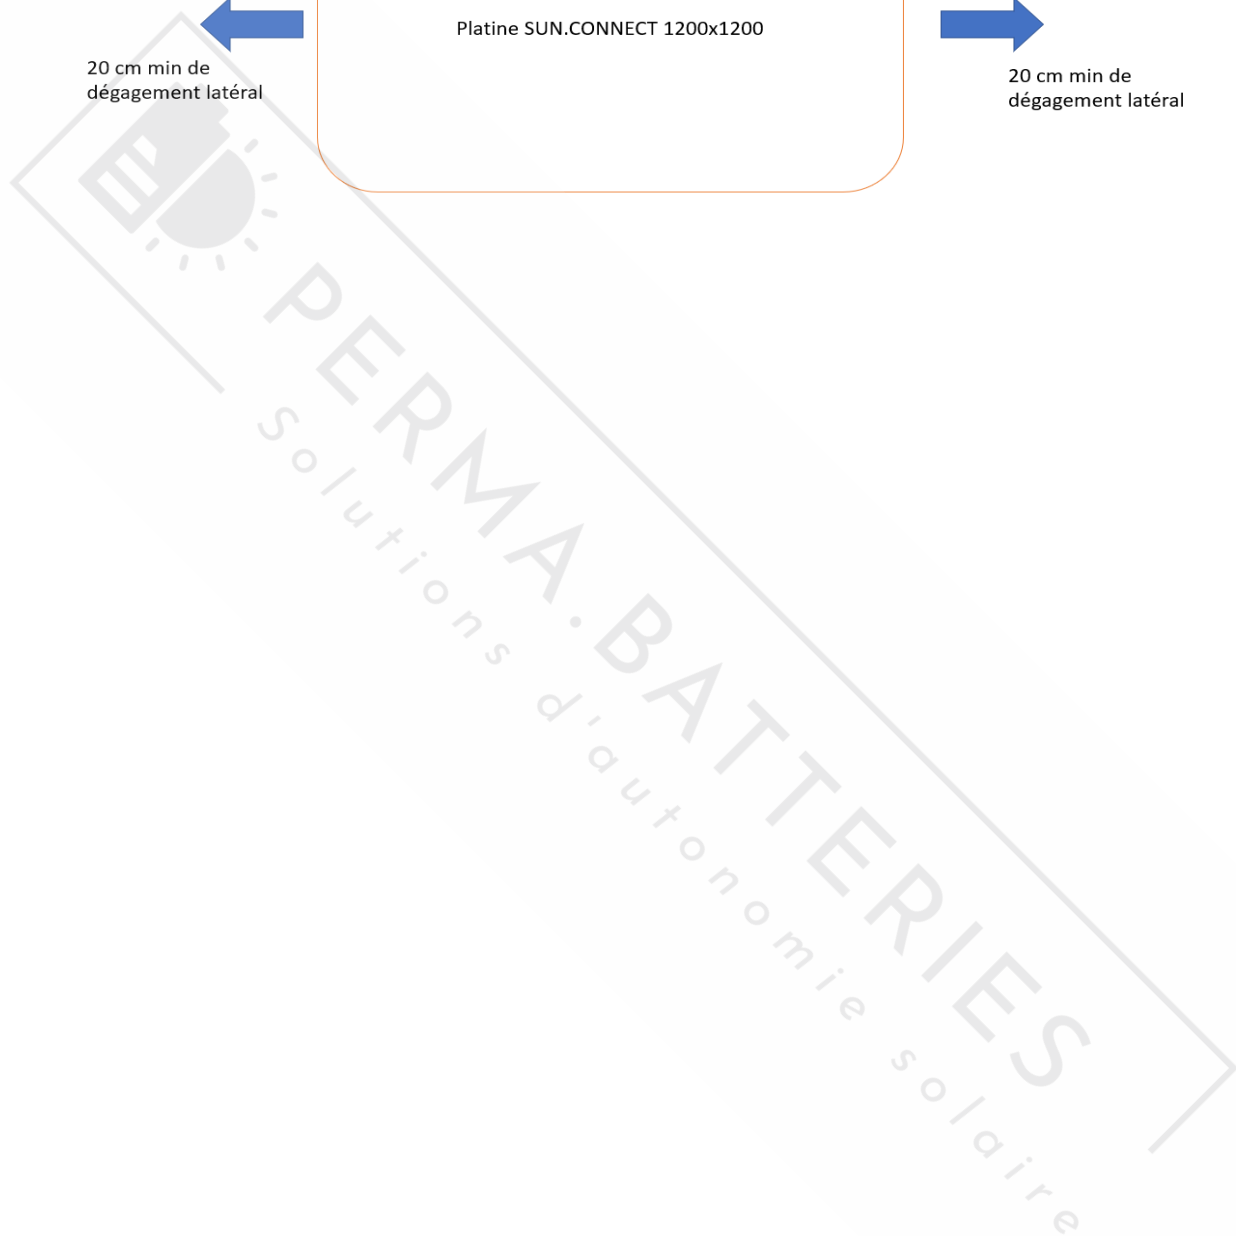 Platine SUN.CONNECT 1200x1200
20 cm min de
dégagement latéral
20 cm min de
dégagement latéral
PERMA.BATTERIES
Solutions d'autonomie solaire